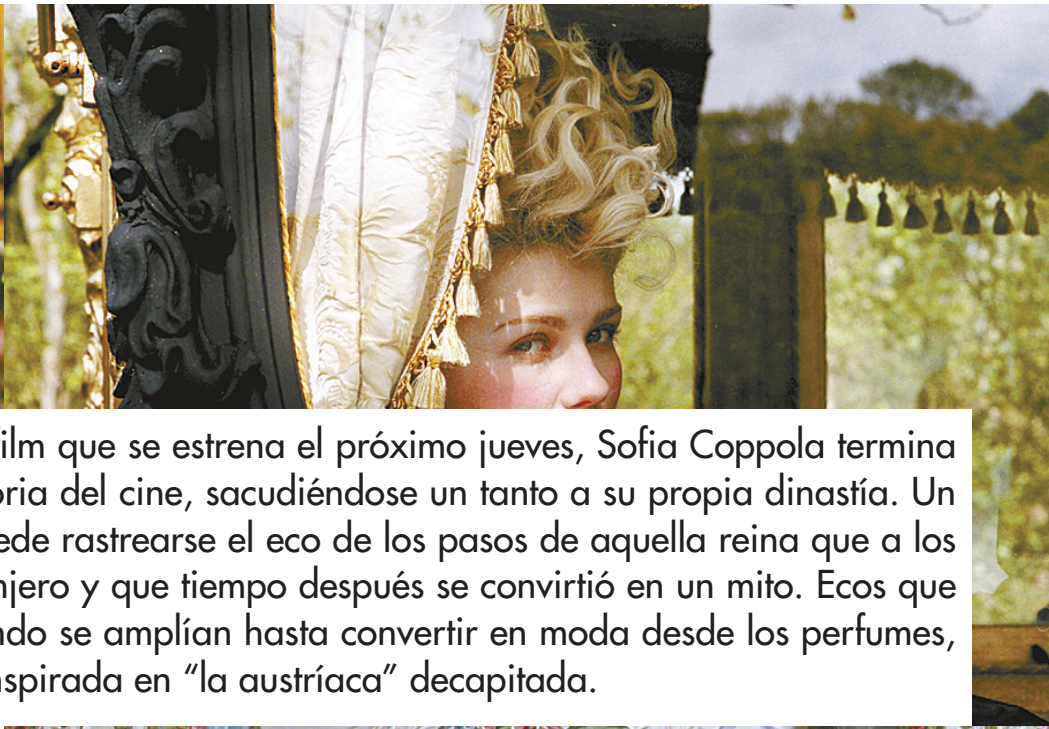 film que se estrena el próximo jueves, Sofia Coppola termina
oria del cine, sacudiéndose un tanto a su propia dinastía. Un
ede rastrearse el eco de los pasos de aquella reina que a los
njero y que tiempo después se convirtió en un mito. Ecos que
ndo se amplían hasta convertir en moda desde los perfumes,
nspirada en “la austríaca” decapitada.